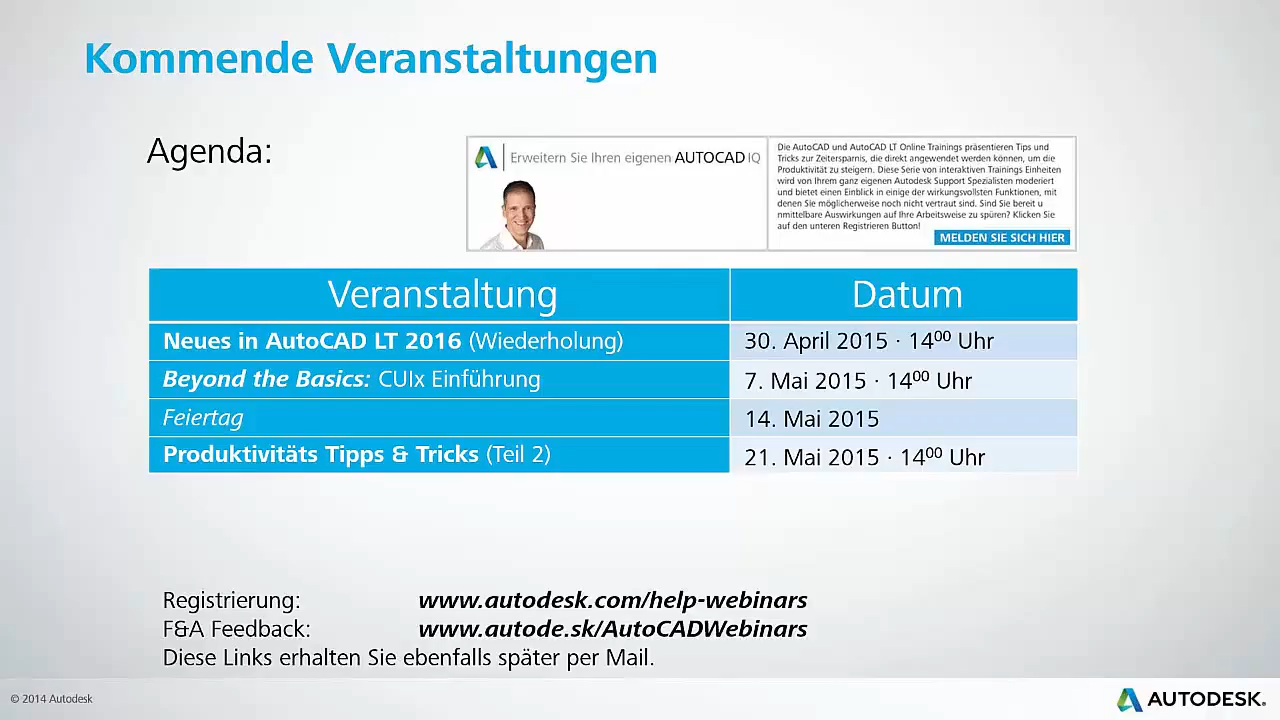 Kommende Veranstaltungen
Agenda:
Erweitern Sie Ihren eigenen AUTOCAD IQ
Die AutoCAD und AutoCAD LT Online Trainings präsentieren Tips und
Tricks zur Zeitersparnis, die direkt angewendet werden können, um die
Produktivität zu steigern. Diese Serie von interaktiven Trainings Einheiten
wird von Ihrem ganz eigenen Autodesk Support Spezialisten moderiert
und bietet einen Einblick in einige der wirkungsvollsten Funktionen, mit
denen Sie möglicherweise noch nicht vertraut sind. Sind Sie bereit u
nmittelbare Auswirkungen auf Ihre Arbeitsweise zu spüren? Klicken Sie
auf den unteren Registrieren Button!
MELDEN SIE SICH HIER
Veranstaltung Datum
Neues in AutoCAD LT 2016 (Wiederholung) 30. April 2015 · 14⁰⁰ Uhr
Beyond the Basics: CUIx Einführung 7. Mai 2015 · 14⁰⁰ Uhr
Feiertag 14. Mai 2015
Produktivitäts Tipps & Tricks (Teil 2) 21. Mai 2015 · 14⁰⁰ Uhr
Registrierung: www.autodesk.com/help-webinars
F&A Feedback: www.autode.sk/AutoCADWebinars
Diese Links erhalten Sie ebenfalls später per Mail.
© 2014 Autodesk
AUTODESK.